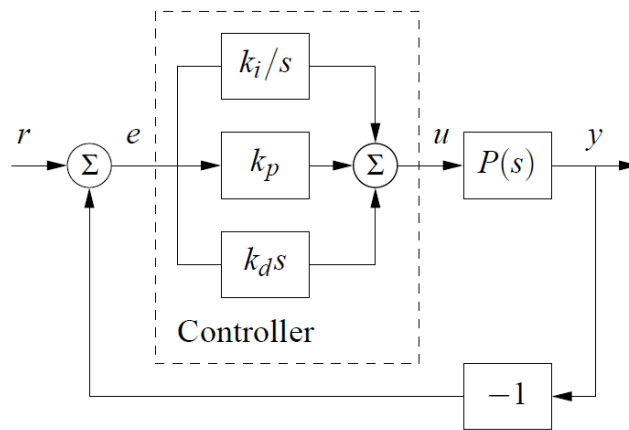 k_i/s
r
e
u
y
Σ
k_p
Σ
P(s)
k_d s
Controller
−1